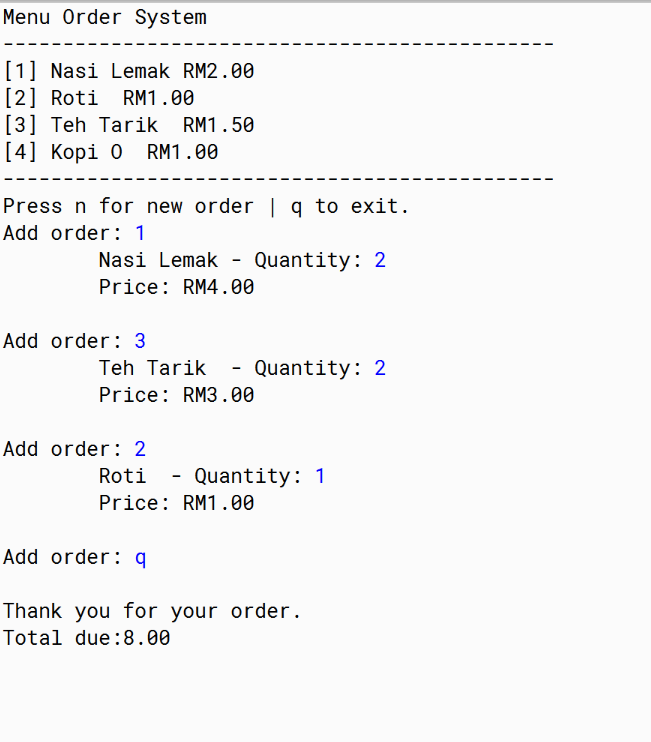 Menu Order System
----------------------------------------------
[1] Nasi Lemak RM2.00
[2] Roti  RM1.00
[3] Teh Tarik  RM1.50
[4] Kopi O  RM1.00
----------------------------------------------
Press n for new order | q to exit.
Add order: 1
        Nasi Lemak - Quantity: 2
        Price: RM4.00

Add order: 3
        Teh Tarik  - Quantity: 2
        Price: RM3.00

Add order: 2
        Roti  - Quantity: 1
        Price: RM1.00

Add order: q

Thank you for your order.
Total due:8.00